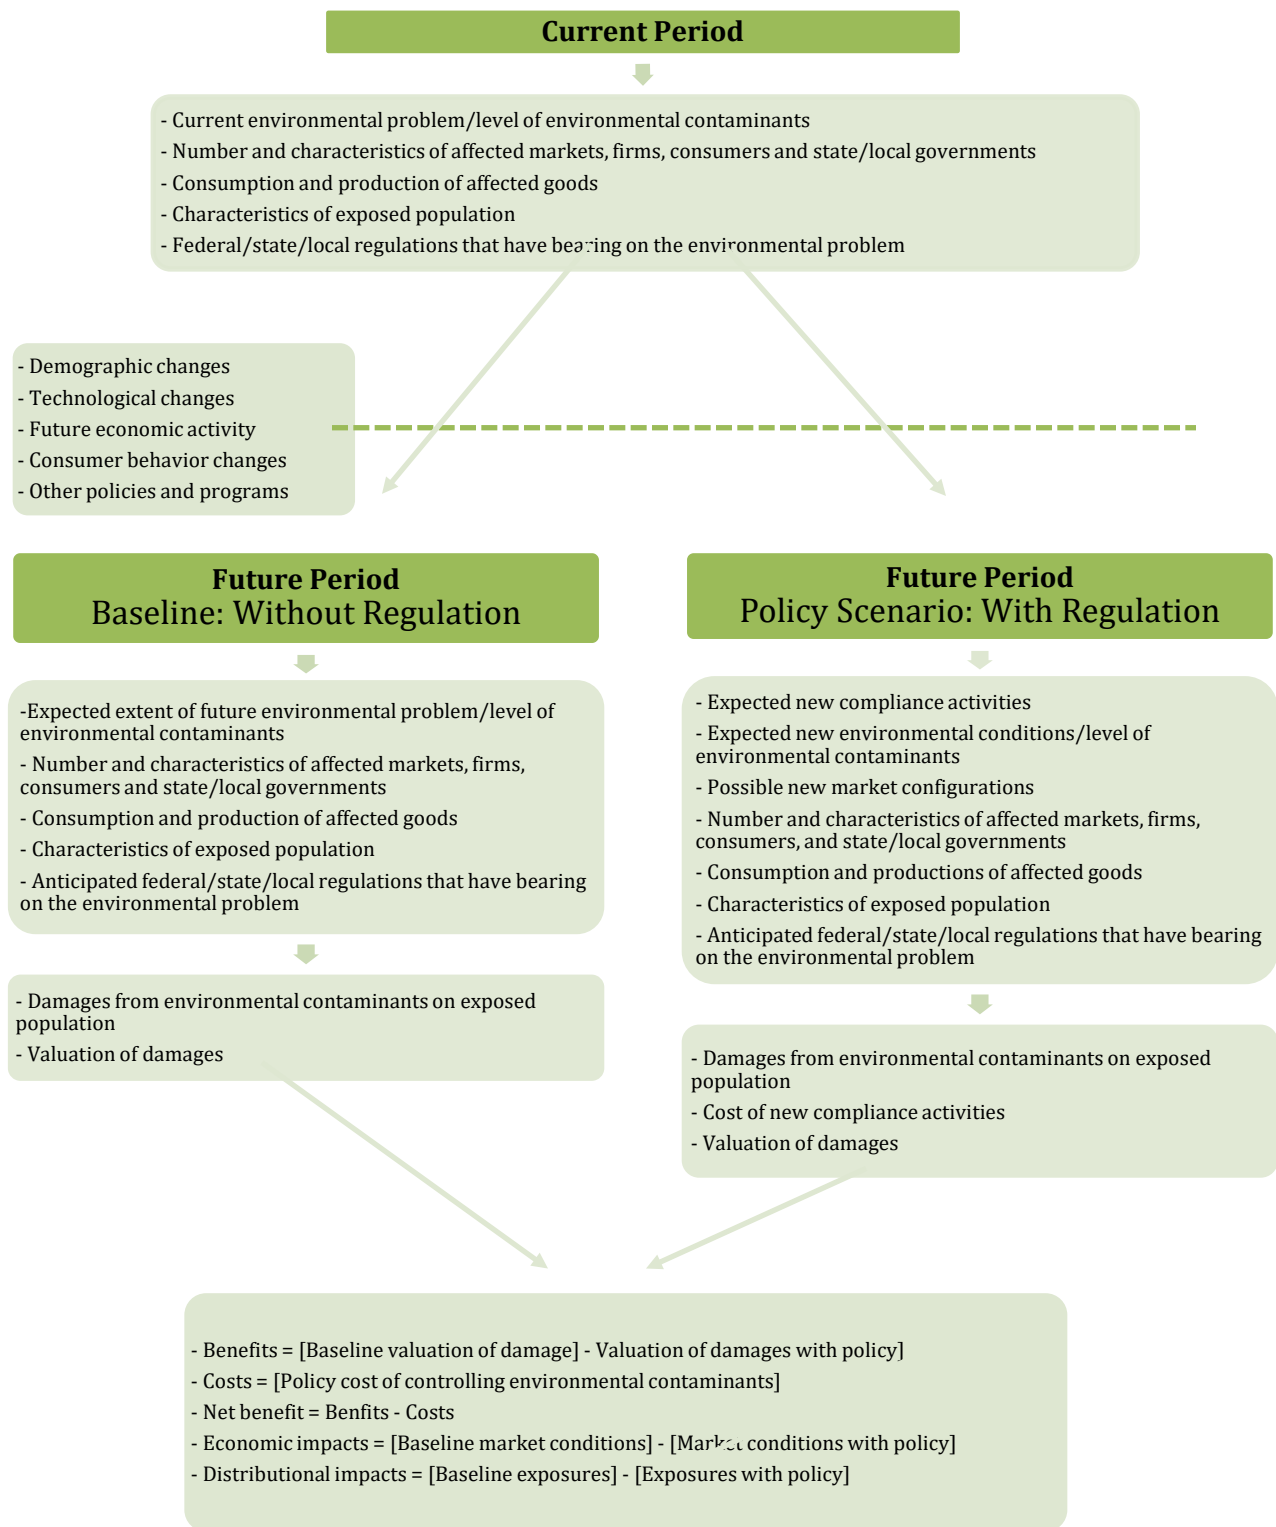 Current Period
- Current environmental problem/level of environmental contaminants
- Number and characteristics of affected markets, firms, consumers and state/local governments
- Consumption and production of affected goods
- Characteristics of exposed population
- Federal/state/local regulations that have bearing on the environmental problem
- Demographic changes
- Technological changes
- Future economic activity
- Consumer behavior changes
- Other policies and programs
Future Period
Baseline: Without Regulation
-Expected extent of future environmental problem/level of
environmental contaminants
- Number and characteristics of affected markets, firms,
consumers and state/local governments
- Consumption and production of affected goods
- Characteristics of exposed population
- Anticipated federal/state/local regulations that have bearing
on the environmental problem
- Damages from environmental contaminants on exposed
population
- Valuation of damages
Future Period
Policy Scenario: With Regulation
- Expected new compliance activities
- Expected new environmental conditions/level of
environmental contaminants
- Possible new market configurations
- Number and characteristics of affected markets, firms,
consumers, and state/local governments
- Consumption and productions of affected goods
- Characteristics of exposed population
- Anticipated federal/state/local regulations that have bearing
on the environmental problem
- Damages from environmental contaminants on exposed
population
- Cost of new compliance activities
- Valuation of damages
- Benefits = [Baseline valuation of damage] - Valuation of damages with policy]
- Costs = [Policy cost of controlling environmental contaminants]
- Net benefit = Benfits - Costs
- Economic impacts = [Baseline market conditions] - [Market conditions with policy]
- Distributional impacts = [Baseline exposures] - [Exposures with policy]